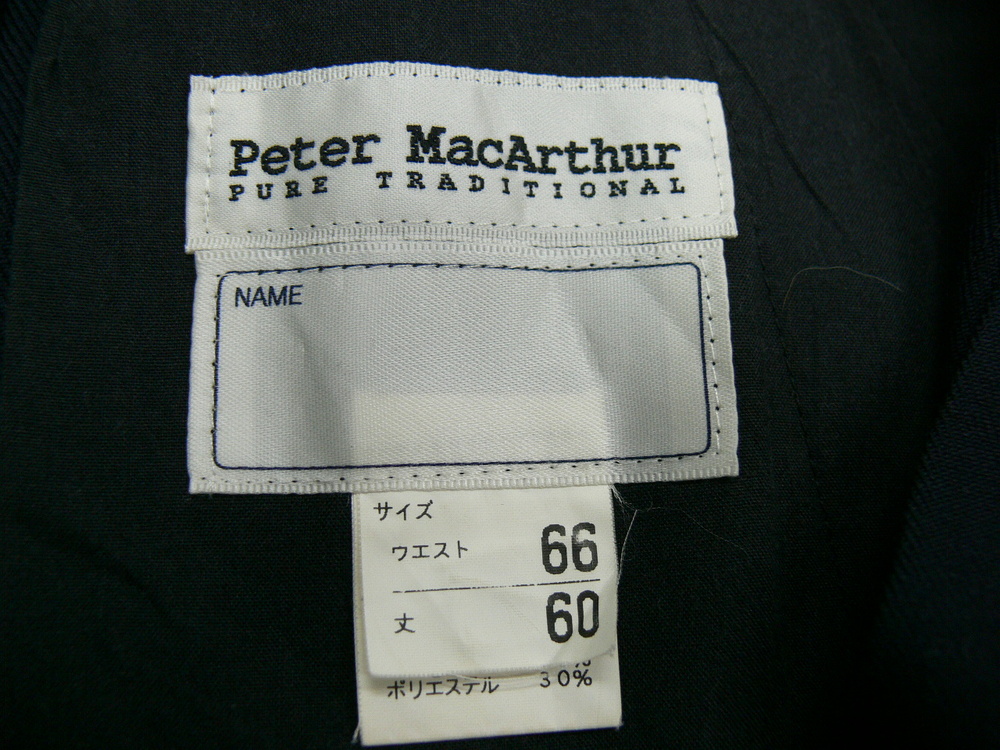 Peter MacArthur
PURE TRADITIONAL
NAME
サイズ
ウエスト 66
丈 60
ポリエステル 30%